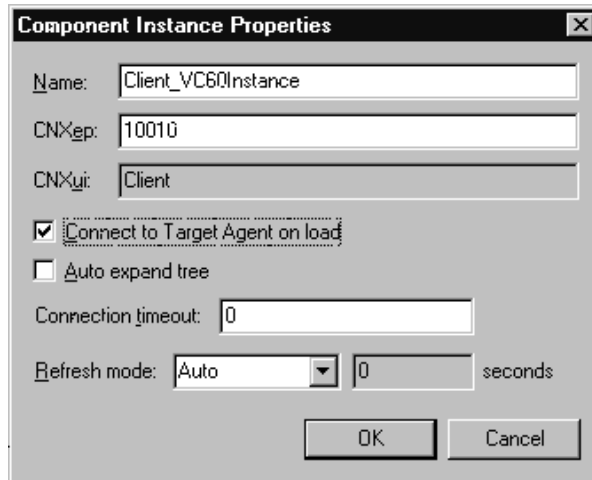 Component Instance Properties
Name: Client_VC60Instance
CNXep: 10010
CNXui: Client
Connect to Target Agent on load
Auto expand tree
Connection timeout: 0
Refresh mode: Auto 0 seconds
OK Cancel